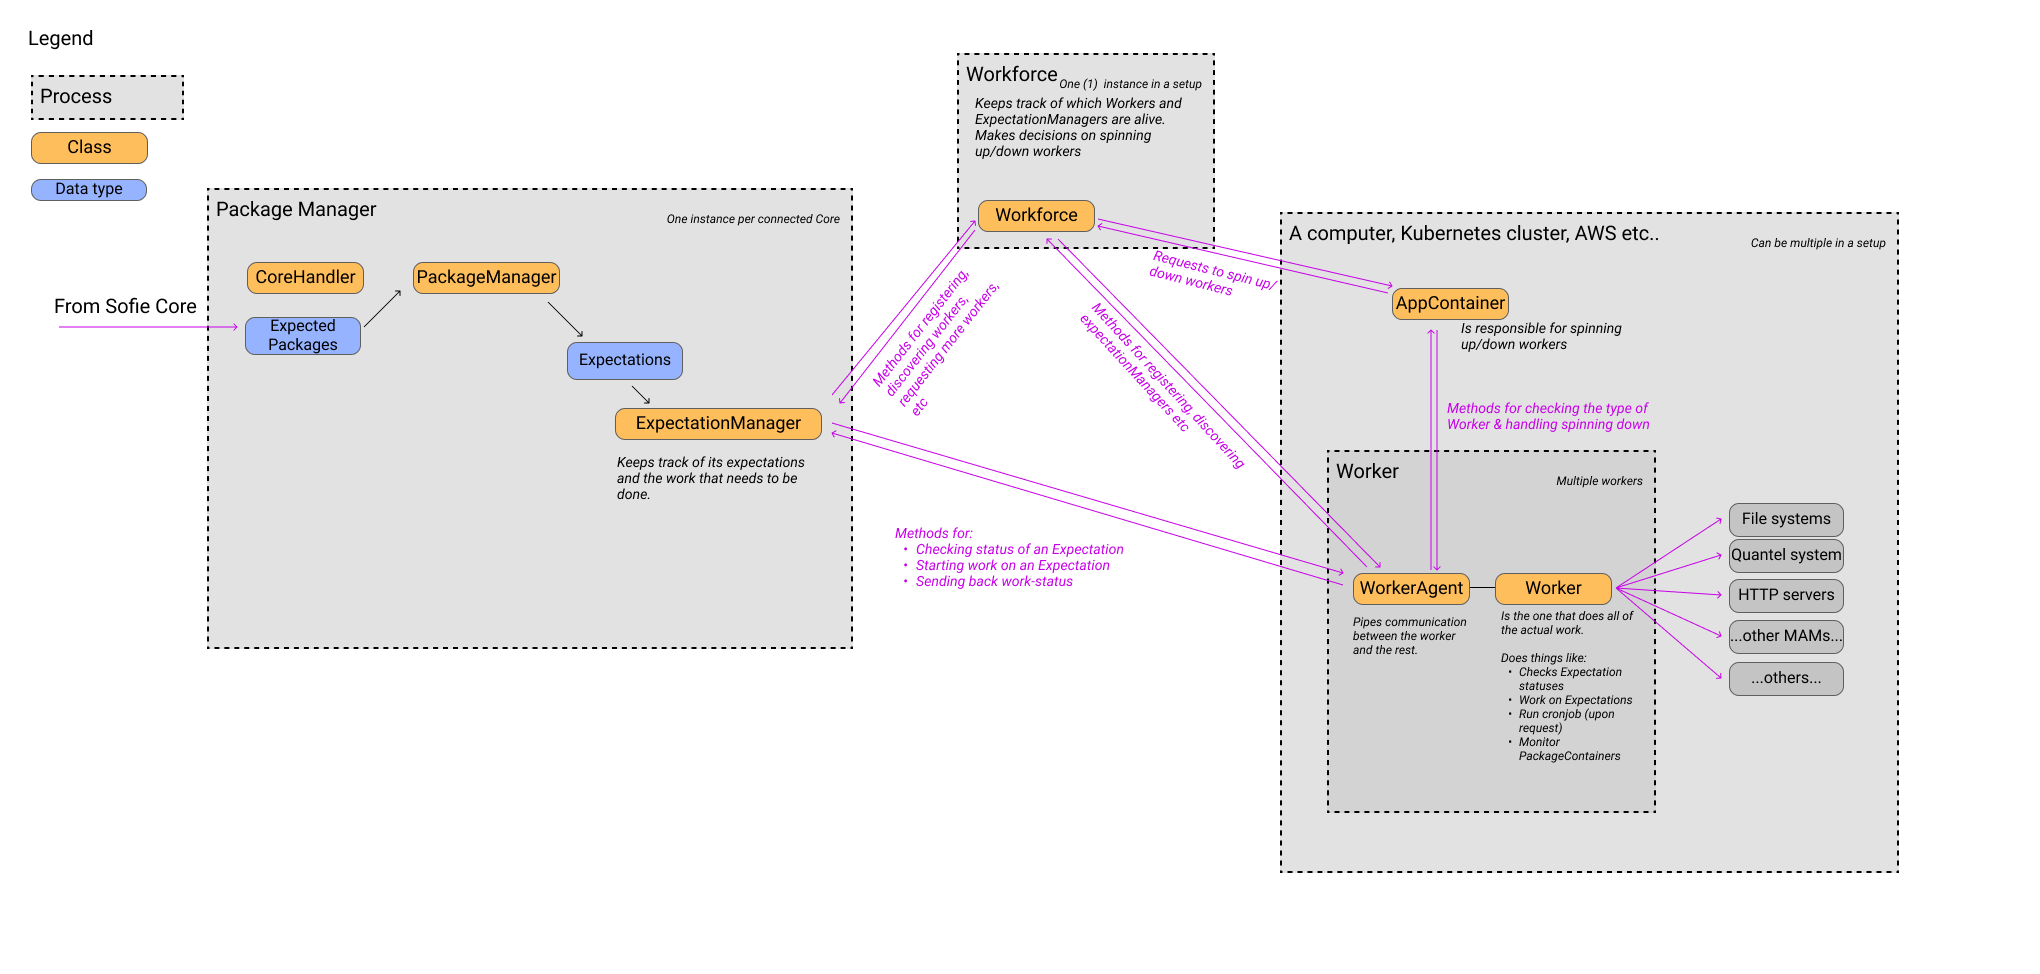 Legend
Process
Class
Data type
From Sofie Core
Package Manager
One instance per connected Core
CoreHandler
Expected
Packages
PackageManager
Expectations
ExpectationManager
Keeps track of its expectations
and the work that needs to be
done.
Workforce
One (1)  instance in a setup
Keeps track of which Workers and
ExpectationManagers are alive.
Makes decisions on spinning
up/down workers
Workforce
Methods for registering,
discovering workers,
requesting more workers,
etc
Requests to spin up/
down workers
Methods for registering, discovering
expectationManagers etc
Methods for:
• Checking status of an Expectation
• Starting work on an Expectation
• Sending back work-status
A computer, Kubernetes cluster, AWS etc..
Can be multiple in a setup
AppContainer
Is responsible for spinning
up/down workers
Methods for checking the type of
Worker & handling spinning down
Worker
Multiple workers
WorkerAgent
Pipes communication
between the worker
and the rest.
Worker
Is the one that does all of
the actual work.
Does things like:
• Checks Expectation
statuses
• Work on Expectations
• Run cronjob (upon
request)
• Monitor
PackageContainers
File systems
Quantel system
HTTP servers
...other MAMs...
...others...